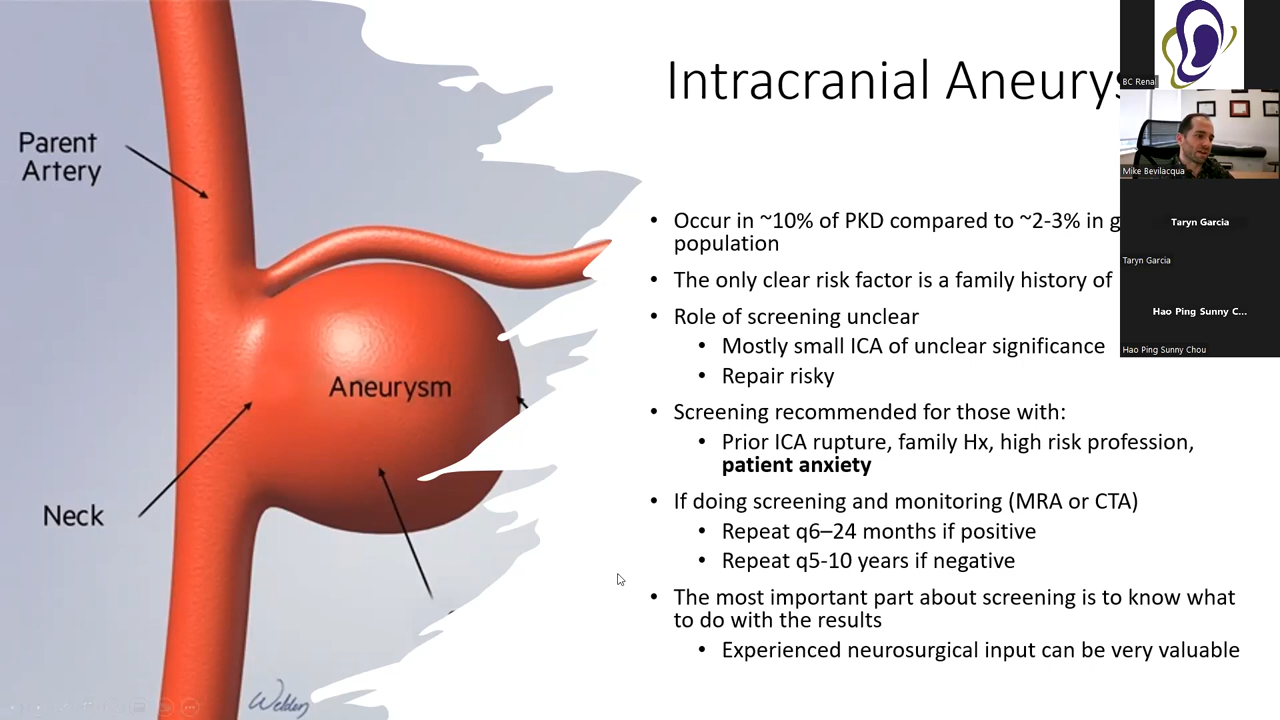 Intracranial Aneurys
Parent
Artery
Aneurysm
Neck
Welden
• Occur in ~10% of PKD compared to ~2-3% in g
population
• The only clear risk factor is a family history of
• Role of screening unclear
• Mostly small ICA of unclear significance
• Repair risky
• Screening recommended for those with:
• Prior ICA rupture, family Hx, high risk profession,
patient anxiety
• If doing screening and monitoring (MRA or CTA)
• Repeat q6–24 months if positive
• Repeat q5-10 years if negative
• The most important part about screening is to know what
to do with the results
• Experienced neurosurgical input can be very valuable
BC Renal
Mike Bevilacqua
Taryn Garcia
Taryn Garcia
Hao Ping Sunny C...
Hao Ping Sunny Chou